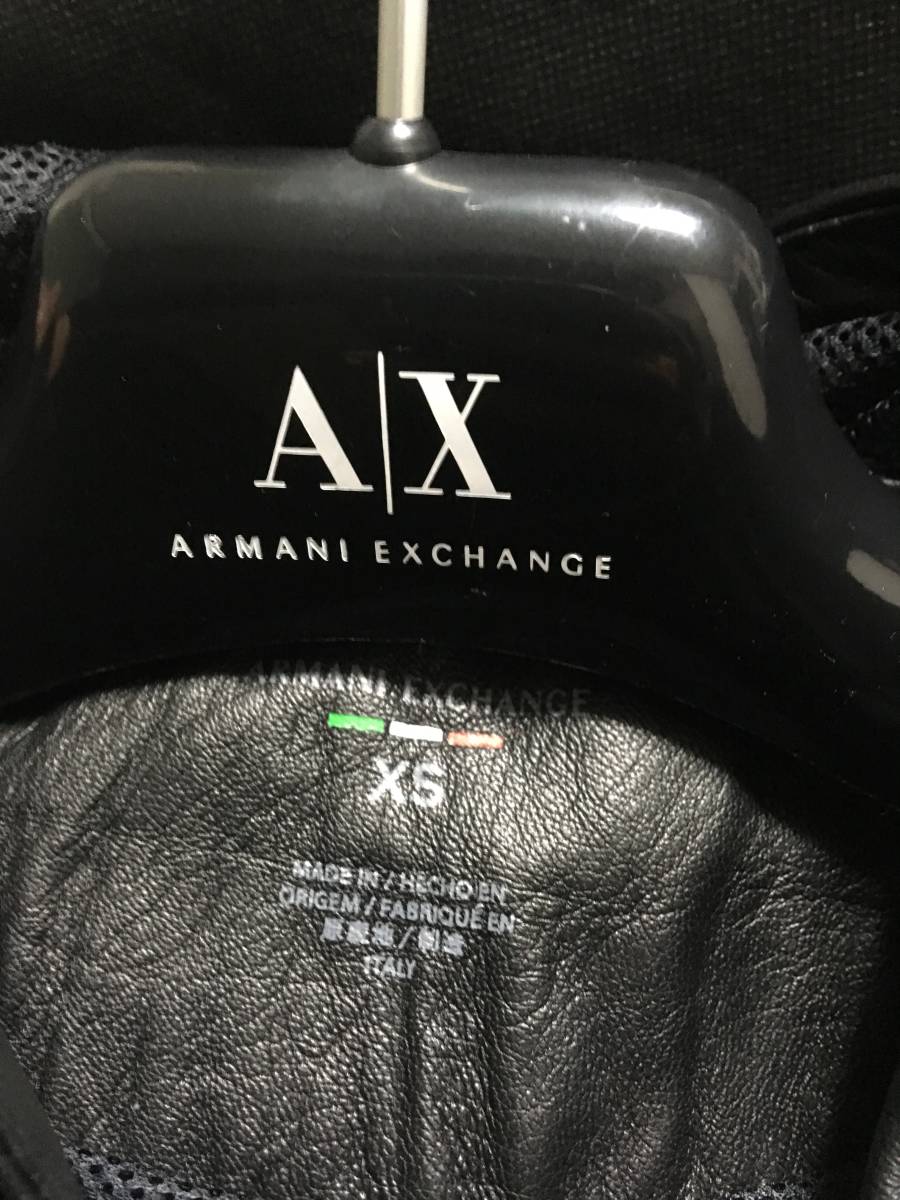 A|X
ARMANI EXCHANGE
ARMANI EXCHANGE
XS
MADE IN / HECHO EN
ORIGEM / FABRIQUÉ EN
原産地 / 制造
ITALY